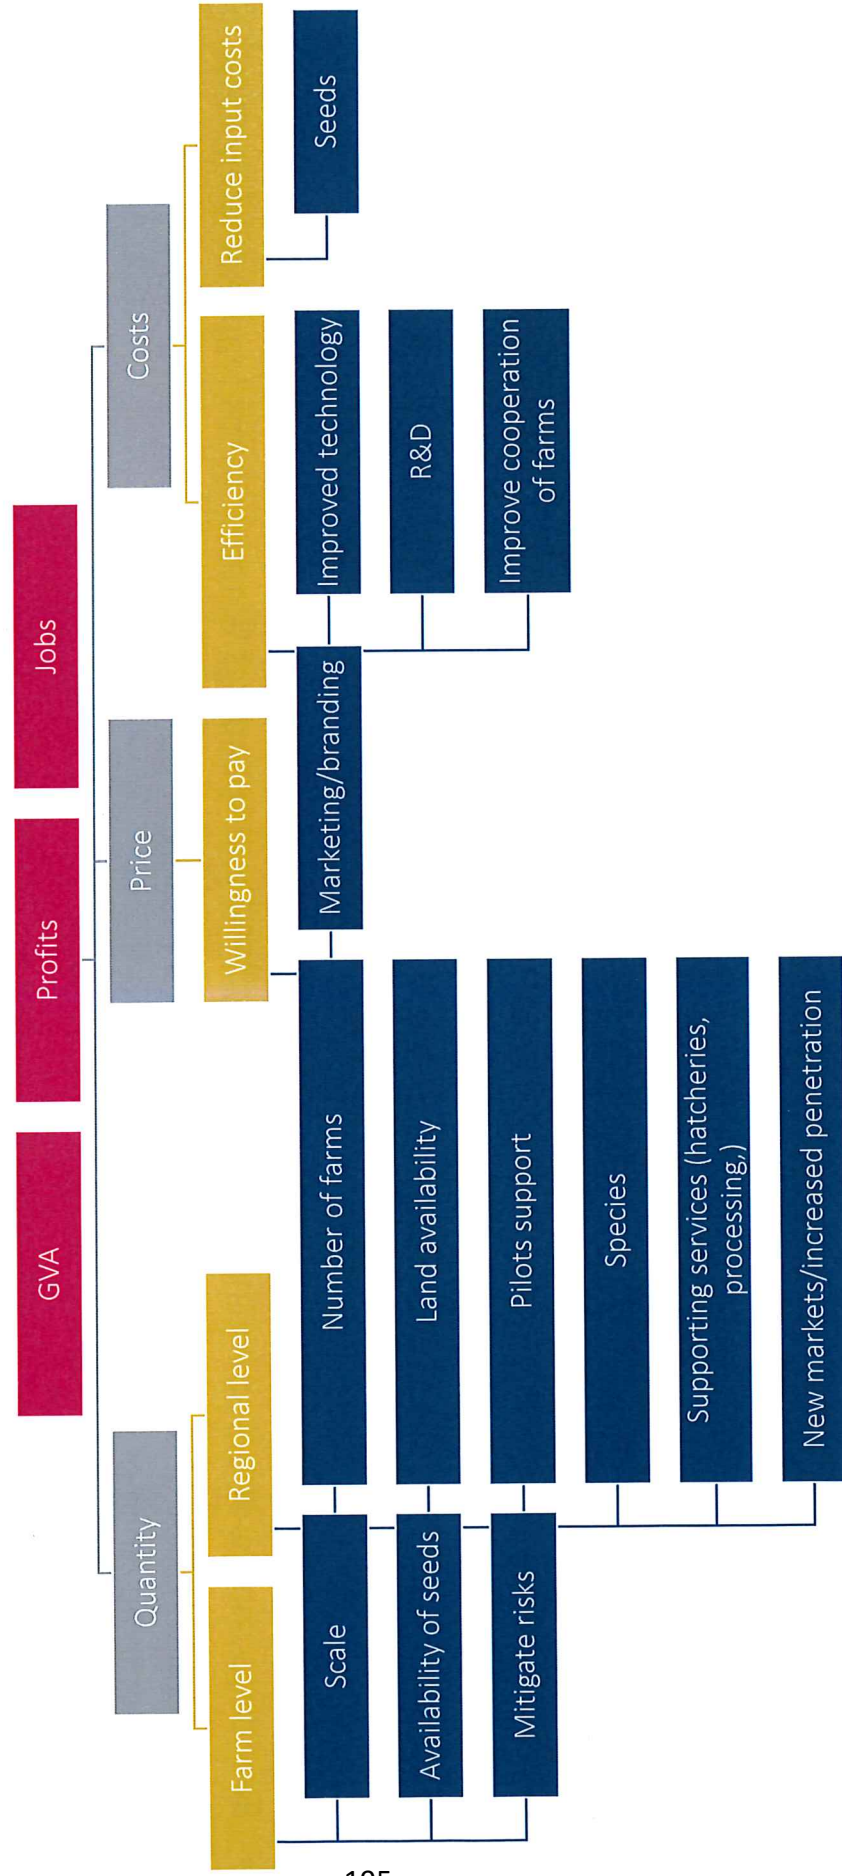 GVA
Profits
Jobs
Quantity
Price
Costs
Farm level
Regional level
Willingness to pay
Efficiency
Reduce input costs
Scale
Number of farms
Marketing/branding
Improved technology
Seeds
Availability of seeds
Land availability
R&D
Mitigate risks
Pilots support
Improve cooperation
of farms
Species
Supporting services (hatcheries,
processing,)
New markets/increased penetration